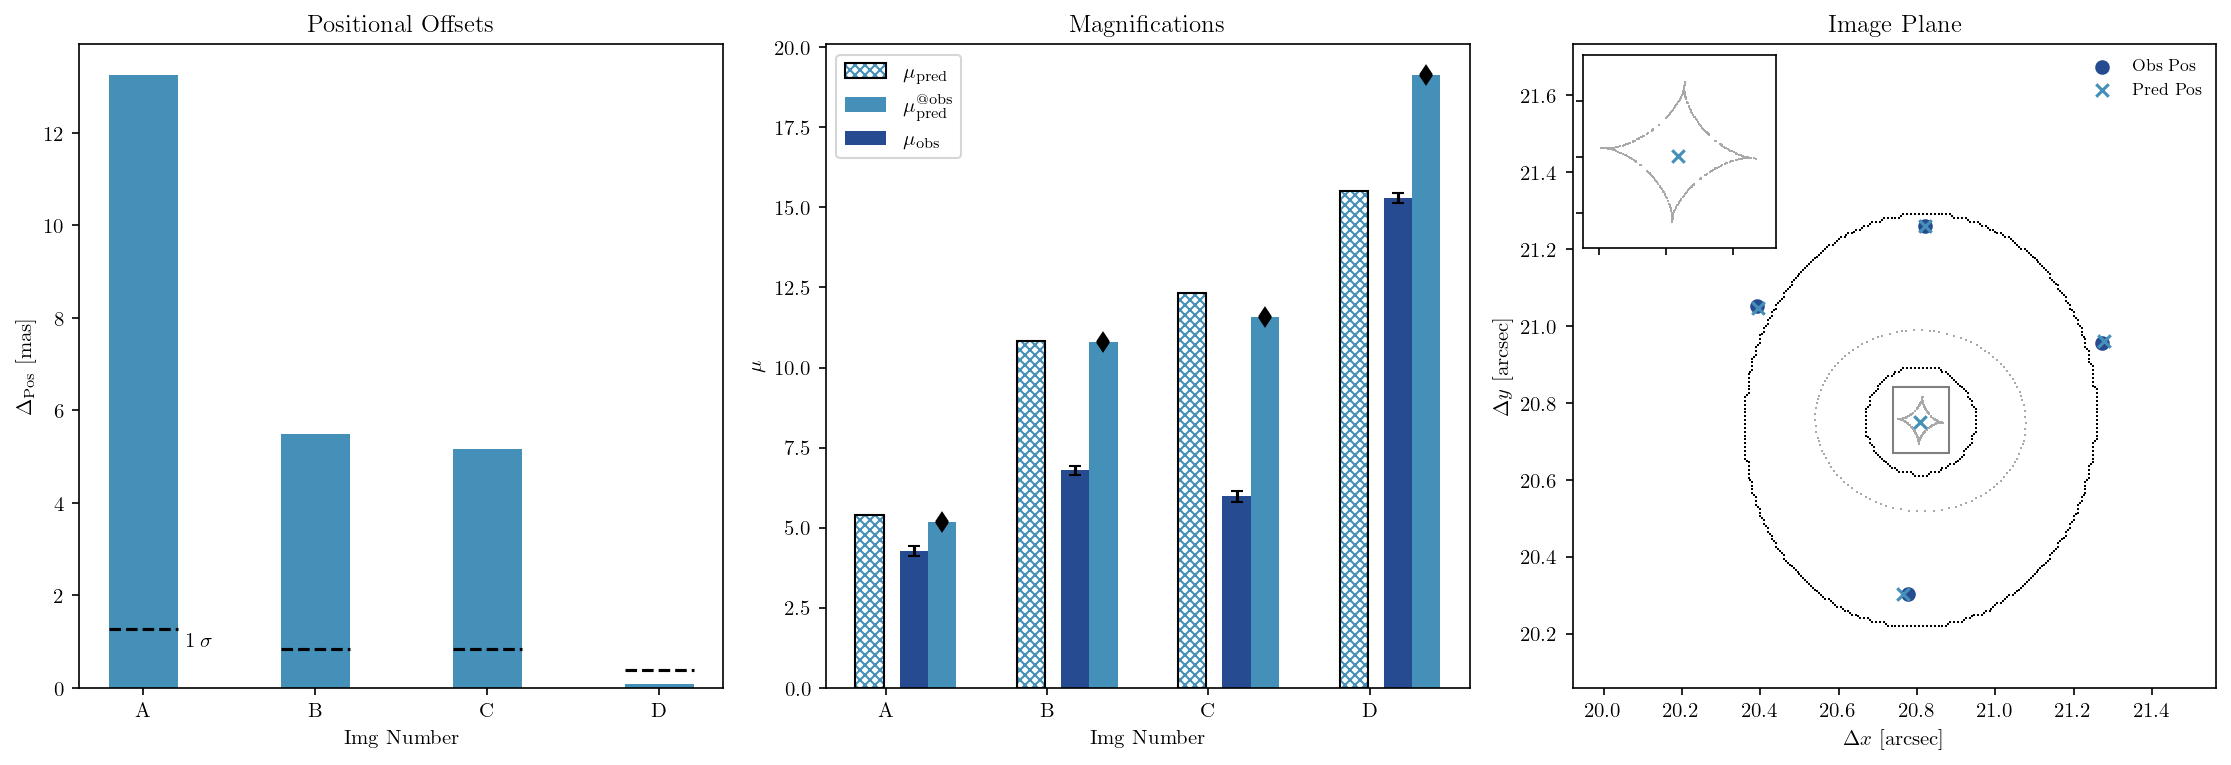 Positional Offsets
12
10
8
6
4
2
0
Δ_Pos [mas]
1 σ
A B C D
Img Number
Magnifications
20.0
17.5
15.0
12.5
10.0
7.5
5.0
2.5
0.0
μ
μ_pred
μ_pred^@obs
μ_obs
A B C D
Img Number
Image Plane
Obs Pos
Pred Pos
21.6
21.4
21.2
21.0
20.8
20.6
20.4
20.2
Δy [arcsec]
20.0 20.2 20.4 20.6 20.8 21.0 21.2 21.4
Δx [arcsec]